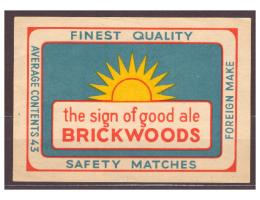 FINEST QUALITY
AVERAGE CONTENTS 43
the sign of good ale
BRICKWOODS
FOREIGN MAKE
SAFETY MATCHES